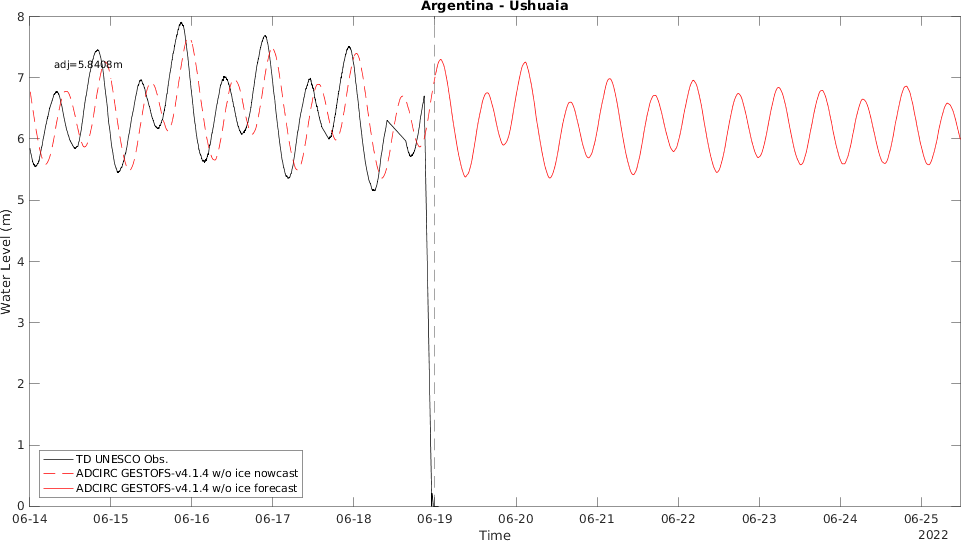 Argentina - Ushuaia
adj=5.8408m
Water Level (m)
8
7
6
5
4
3
2
1
0
TD UNESCO Obs.
ADCIRC GESTOFS-v4.1.4 w/o ice nowcast
ADCIRC GESTOFS-v4.1.4 w/o ice forecast
06-14 06-15 06-16 06-17 06-18 06-19 06-20 06-21 06-22 06-23 06-24 06-25
Time
2022